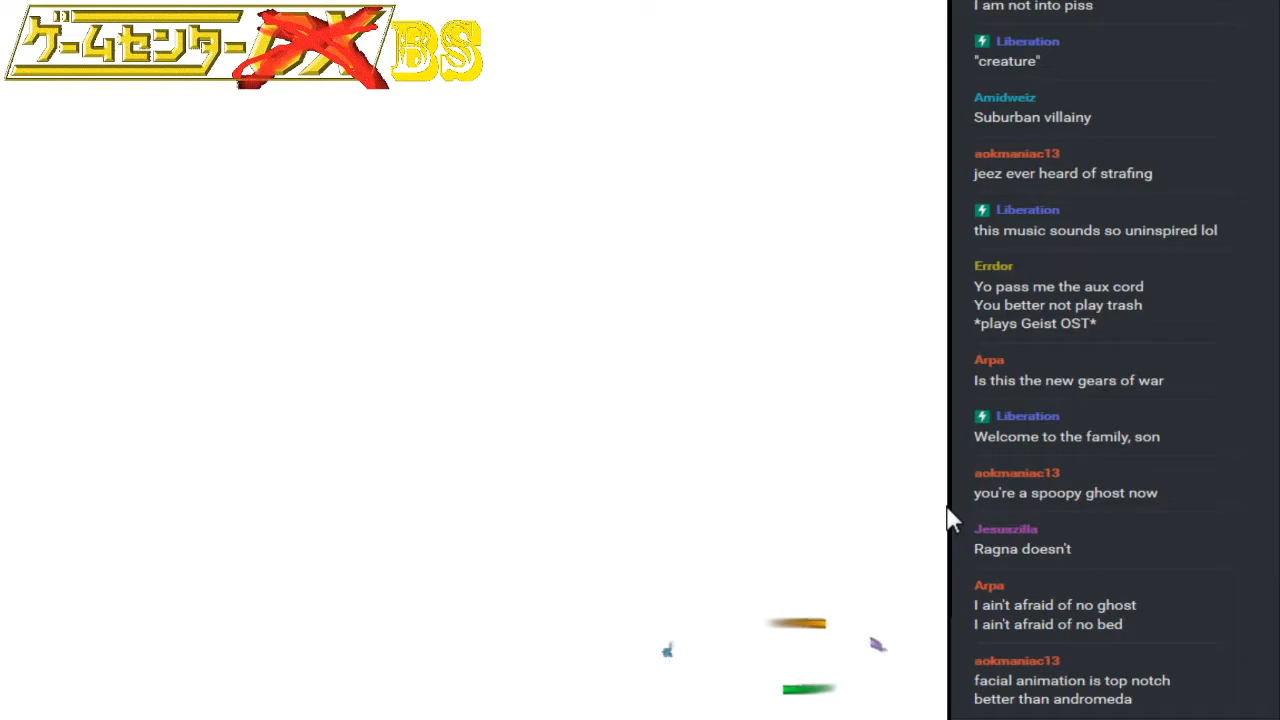 ゲームセンターDX BS
I am not into piss
Liberation
"creature"
Amidweiz
Suburban villainy
aokmaniac13
jeez ever heard of strafing
Liberation
this music sounds so uninspired lol
Errdor
Yo pass me the aux cord
You better not play trash
*plays Geist OST*
Arpa
Is this the new gears of war
Liberation
Welcome to the family, son
aokmaniac13
you're a spoopy ghost now
Jesuszilla
Ragna doesn't
Arpa
I ain't afraid of no ghost
I ain't afraid of no bed
aokmaniac13
facial animation is top notch
better than andromeda